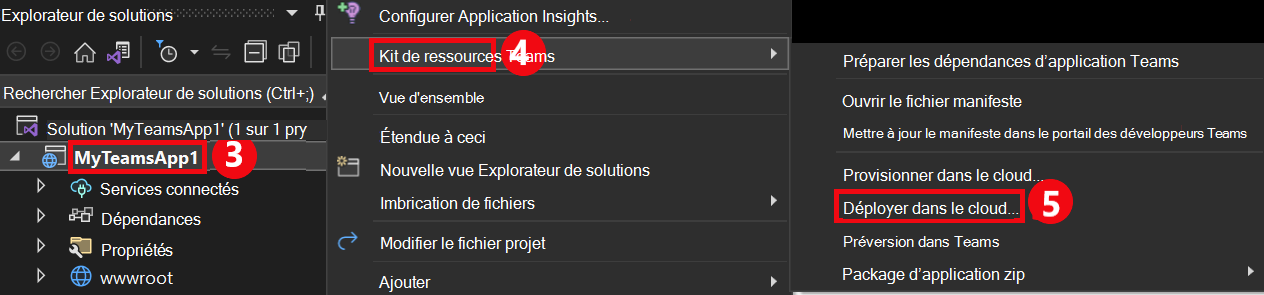 Explorateur de solutions
Rechercher Explorateur de solutions (Ctrl+;)
Solution 'MyTeamsApp1' (1 sur 1 pry
MyTeamsApp1
3
Services connectés
Dépendances
Propriétés
wwwroot
Configurer Application Insights...
Kit de ressources Teams
4
Vue d'ensemble
Étendue à ceci
Nouvelle vue Explorateur de solutions
Imbrication de fichiers
Modifier le fichier projet
Ajouter
Préparer les dépendances d'application Teams
Ouvrir le fichier manifeste
Mettre à jour le manifeste dans le portail des développeurs Teams
Provisionner dans le cloud...
Déployer dans le cloud...
5
Préversion dans Teams
Package d'application zip